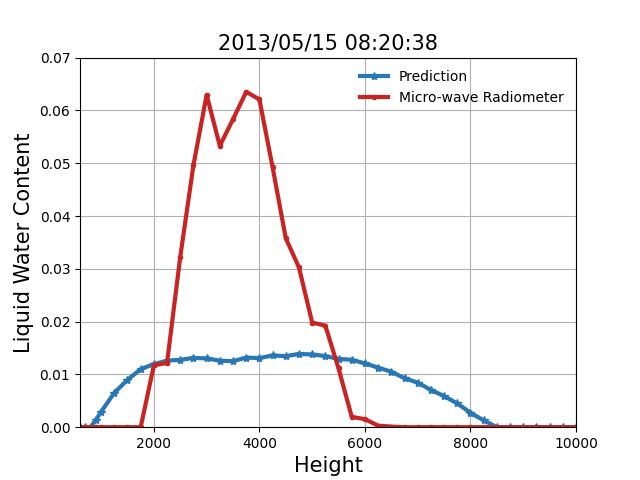 2013/05/15 08:20:38
Prediction
Micro-wave Radiometer
Liquid Water Content
0.07
0.06
0.05
0.04
0.03
0.02
0.01
0.00
2000 4000 6000 8000 10000
Height